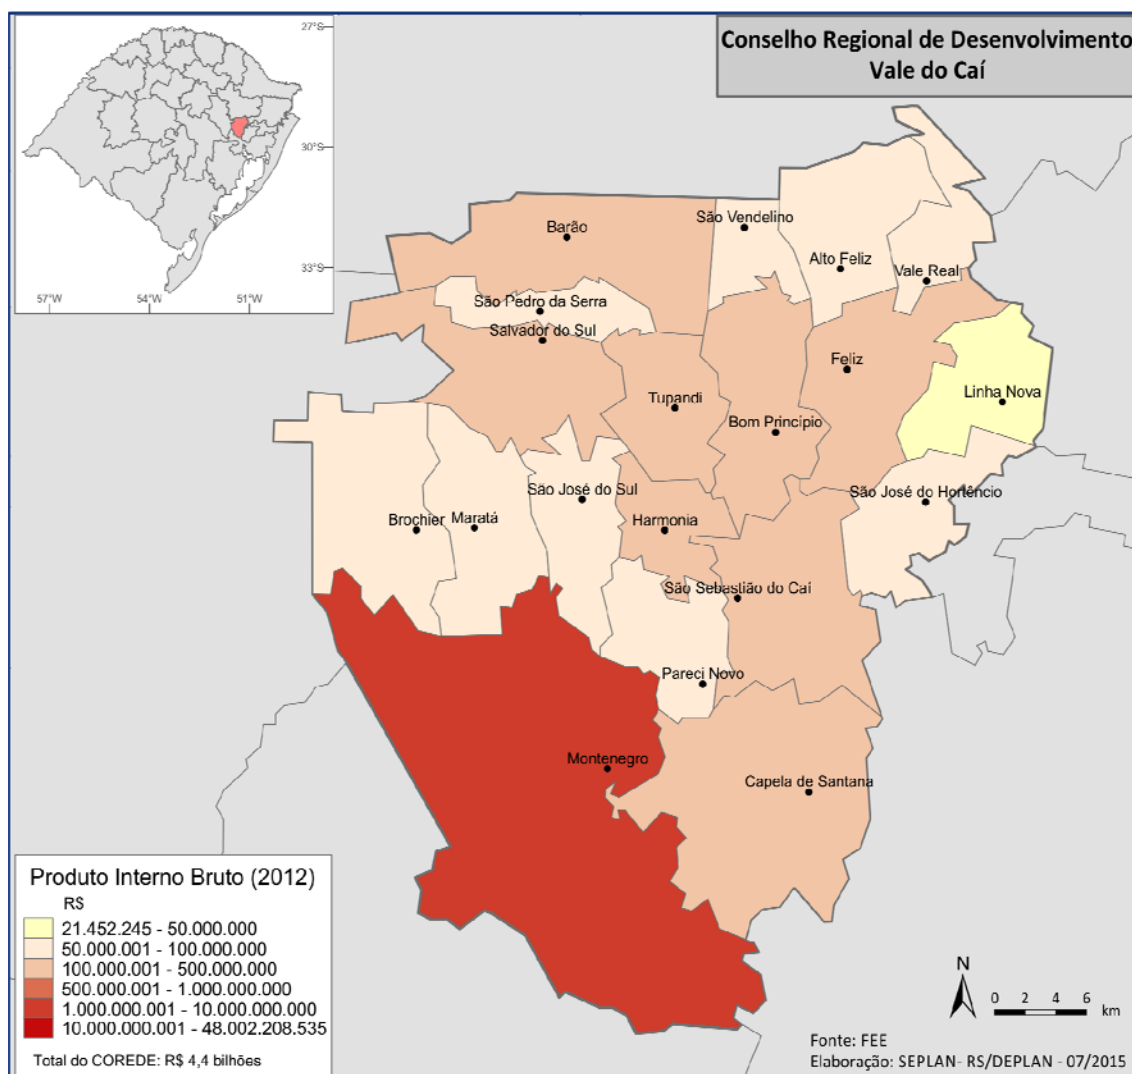 Conselho Regional de Desenvolvimento
Vale do Caí
27°S
30°S
33°S
57°W
54°W
51°W
São Vendelino
Barão
Alto Feliz
Vale Real
São Pedro da Serra
Salvador do Sul
Feliz
Linha Nova
Tupandi
Bom Princípio
São José do Sul
São José do Hortêncio
Brochier
Maratá
Harmonia
São Sebastião do Caí
Pareci Novo
Montenegro
Capela de Santana
Produto Interno Bruto (2012)
R$
21.452.245 - 50.000.000
50.000.001 - 100.000.000
100.000.001 - 500.000.000
500.000.001 - 1.000.000.000
1.000.000.001 - 10.000.000.000
10.000.000.001 - 48.002.208.535
Total do COREDE: R$ 4,4 bilhões
N
0 2 4 6
km
Fonte: FEE
Elaboração: SEPLAN- RS/DEPLAN - 07/2015